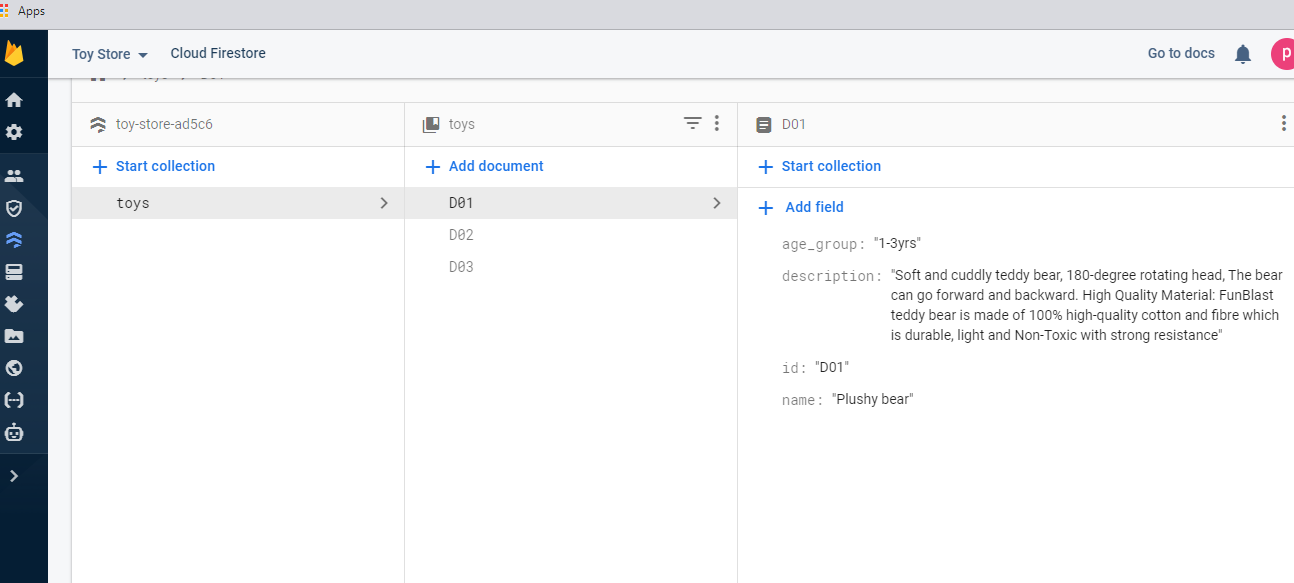 Apps
Toy Store
Cloud Firestore
Go to docs
P
toy-store-ad5c6
toys
D01
Start collection
Add document
Start collection
toys
D01
D02
D03
Add field
age_group: "1-3yrs"
description: "Soft and cuddly teddy bear, 180-degree rotating head, The bear
can go forward and backward. High Quality Material: FunBlast
teddy bear is made of 100% high-quality cotton and fibre which
is durable, light and Non-Toxic with strong resistance"
id: "D01"
name: "Plushy bear"